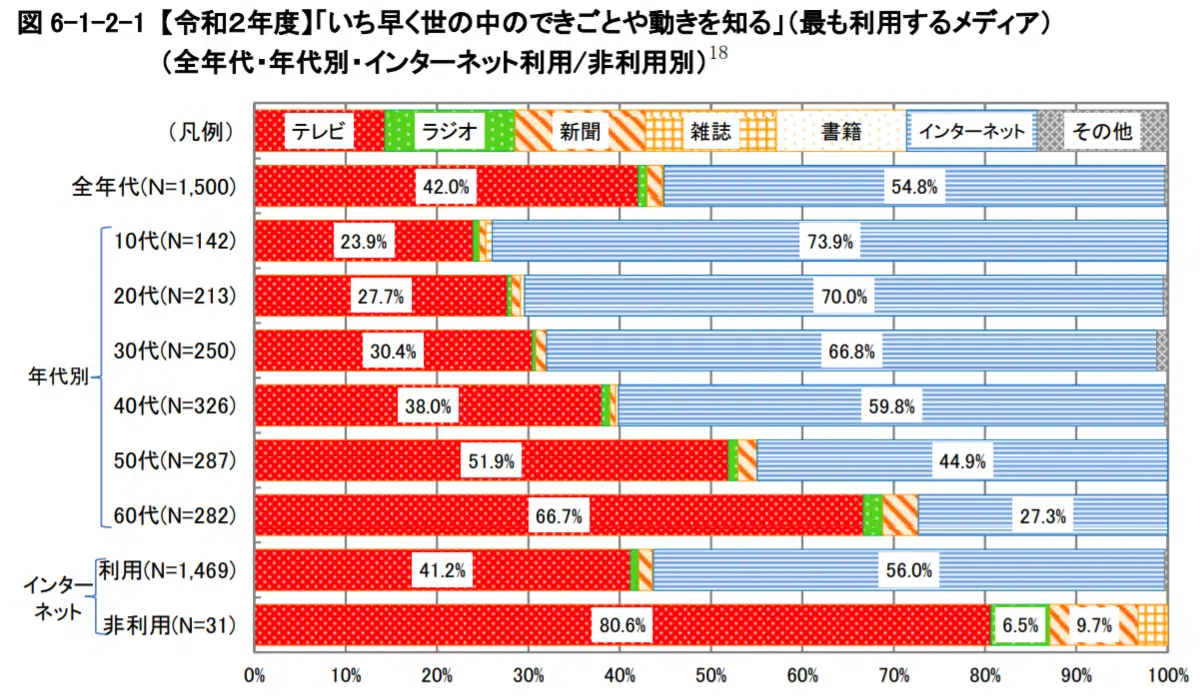 図 6-1-2-1 【令和２年度】「いち早く世の中のできごとや動きを知る」（最も利用するメディア）
（全年代・年代別・インターネット利用/非利用別）18
（凡例） テレビ ラジオ 新聞 雑誌 書籍 インターネット その他
全年代(N=1,500) 42.0% 54.8%
10代(N=142) 23.9% 73.9%
20代(N=213) 27.7% 70.0%
30代(N=250) 30.4% 66.8%
年代別
40代(N=326) 38.0% 59.8%
50代(N=287) 51.9% 44.9%
60代(N=282) 66.7% 27.3%
利用(N=1,469) 41.2% 56.0%
インター
ネット
非利用(N=31) 80.6% 6.5% 9.7%
0% 10% 20% 30% 40% 50% 60% 70% 80% 90% 100%